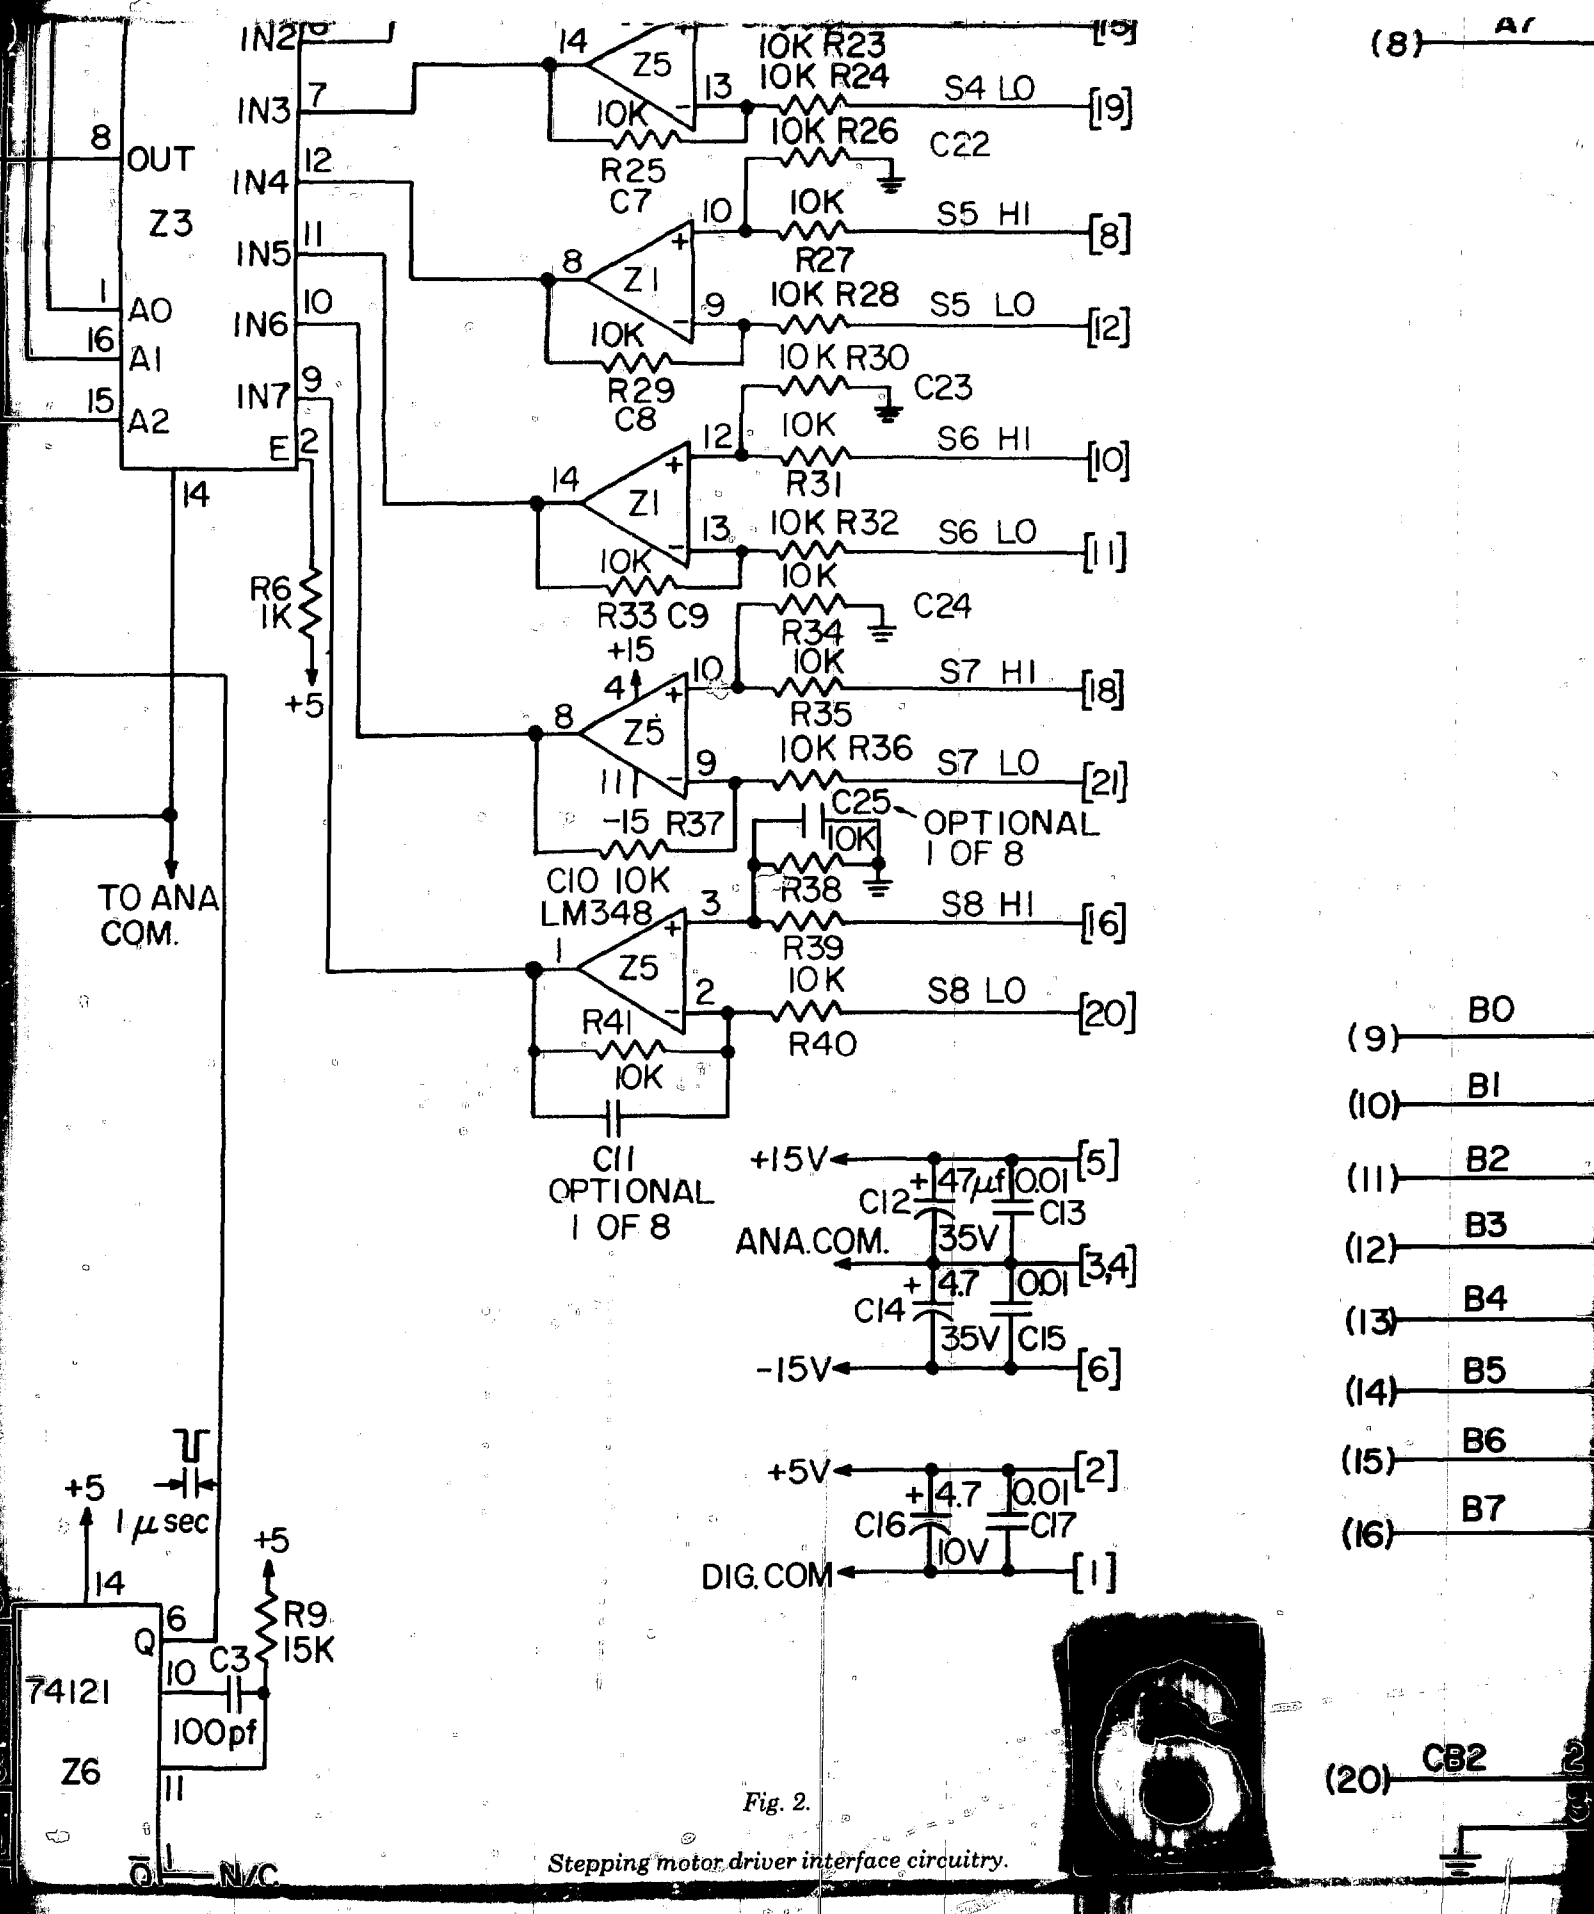 IN2
6
14
Z5
+
10K R23
[15]
(8)
A7
10K R24
IN3
7
13
−
S4 LO
[19]
10K
R25
C7
10K R26
C22
8
OUT
Z3
IN4
12
10
10K
R27
S5 HI
[8]
IN5
11
8
Z1
+
9
−
10K R28
S5 LO
[12]
1
A0
IN6
10
10K
R29
C8
10K R30
C23
16
A1
IN7
9
15
A2
E
2
12
10K
R31
S6 HI
[10]
14
14
Z1
+
13
−
10K R32
S6 LO
[11]
10K
R33 C9
10K
R34
C24
R6
1K
+5
+15
4
10
10K
R35
S7 HI
[18]
8
Z5
+
9
−
10K R36
S7 LO
[21]
11
-15 R37
C10 10K
LM348
C25
OPTIONAL
1 OF 8
10K
R38
TO ANA
COM.
1
Z5
3
+
R39
10K
S8 HI
[16]
2
−
R40
S8 LO
[20]
R41
10K
C11
OPTIONAL
1 OF 8
(9) B0
(10) B1
(11) B2
(12) B3
(13) B4
(14) B5
(15) B6
(16) B7
(20) CB2
+15V
[5]
+ 47μf 0.01
C12
C13
35V
ANA.COM.
[3,4]
+ 4.7 0.01
C14
35V C15
-15V
[6]
+5V
[2]
+ 4.7 0.01
C16
C17
10V
DIG.COM
[1]
+5
1 μsec
14
+5
R9
15K
6
Q
10
C3
74121
100pf
Z6
11
Q̅
1
N/C
Fig. 2.
Stepping motor driver interface circuitry.